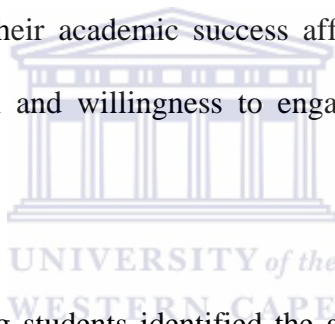 heir academic success aff
and willingness to enga
UNIVERSITY of the
WESTERN CAPE
g students identified the